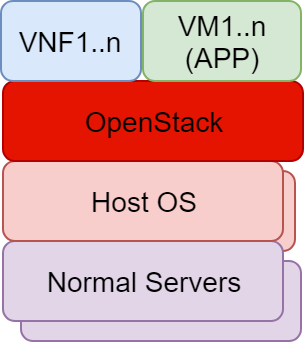 VNF1..n
VM1..n
(APP)
OpenStack
Host OS
Normal Servers